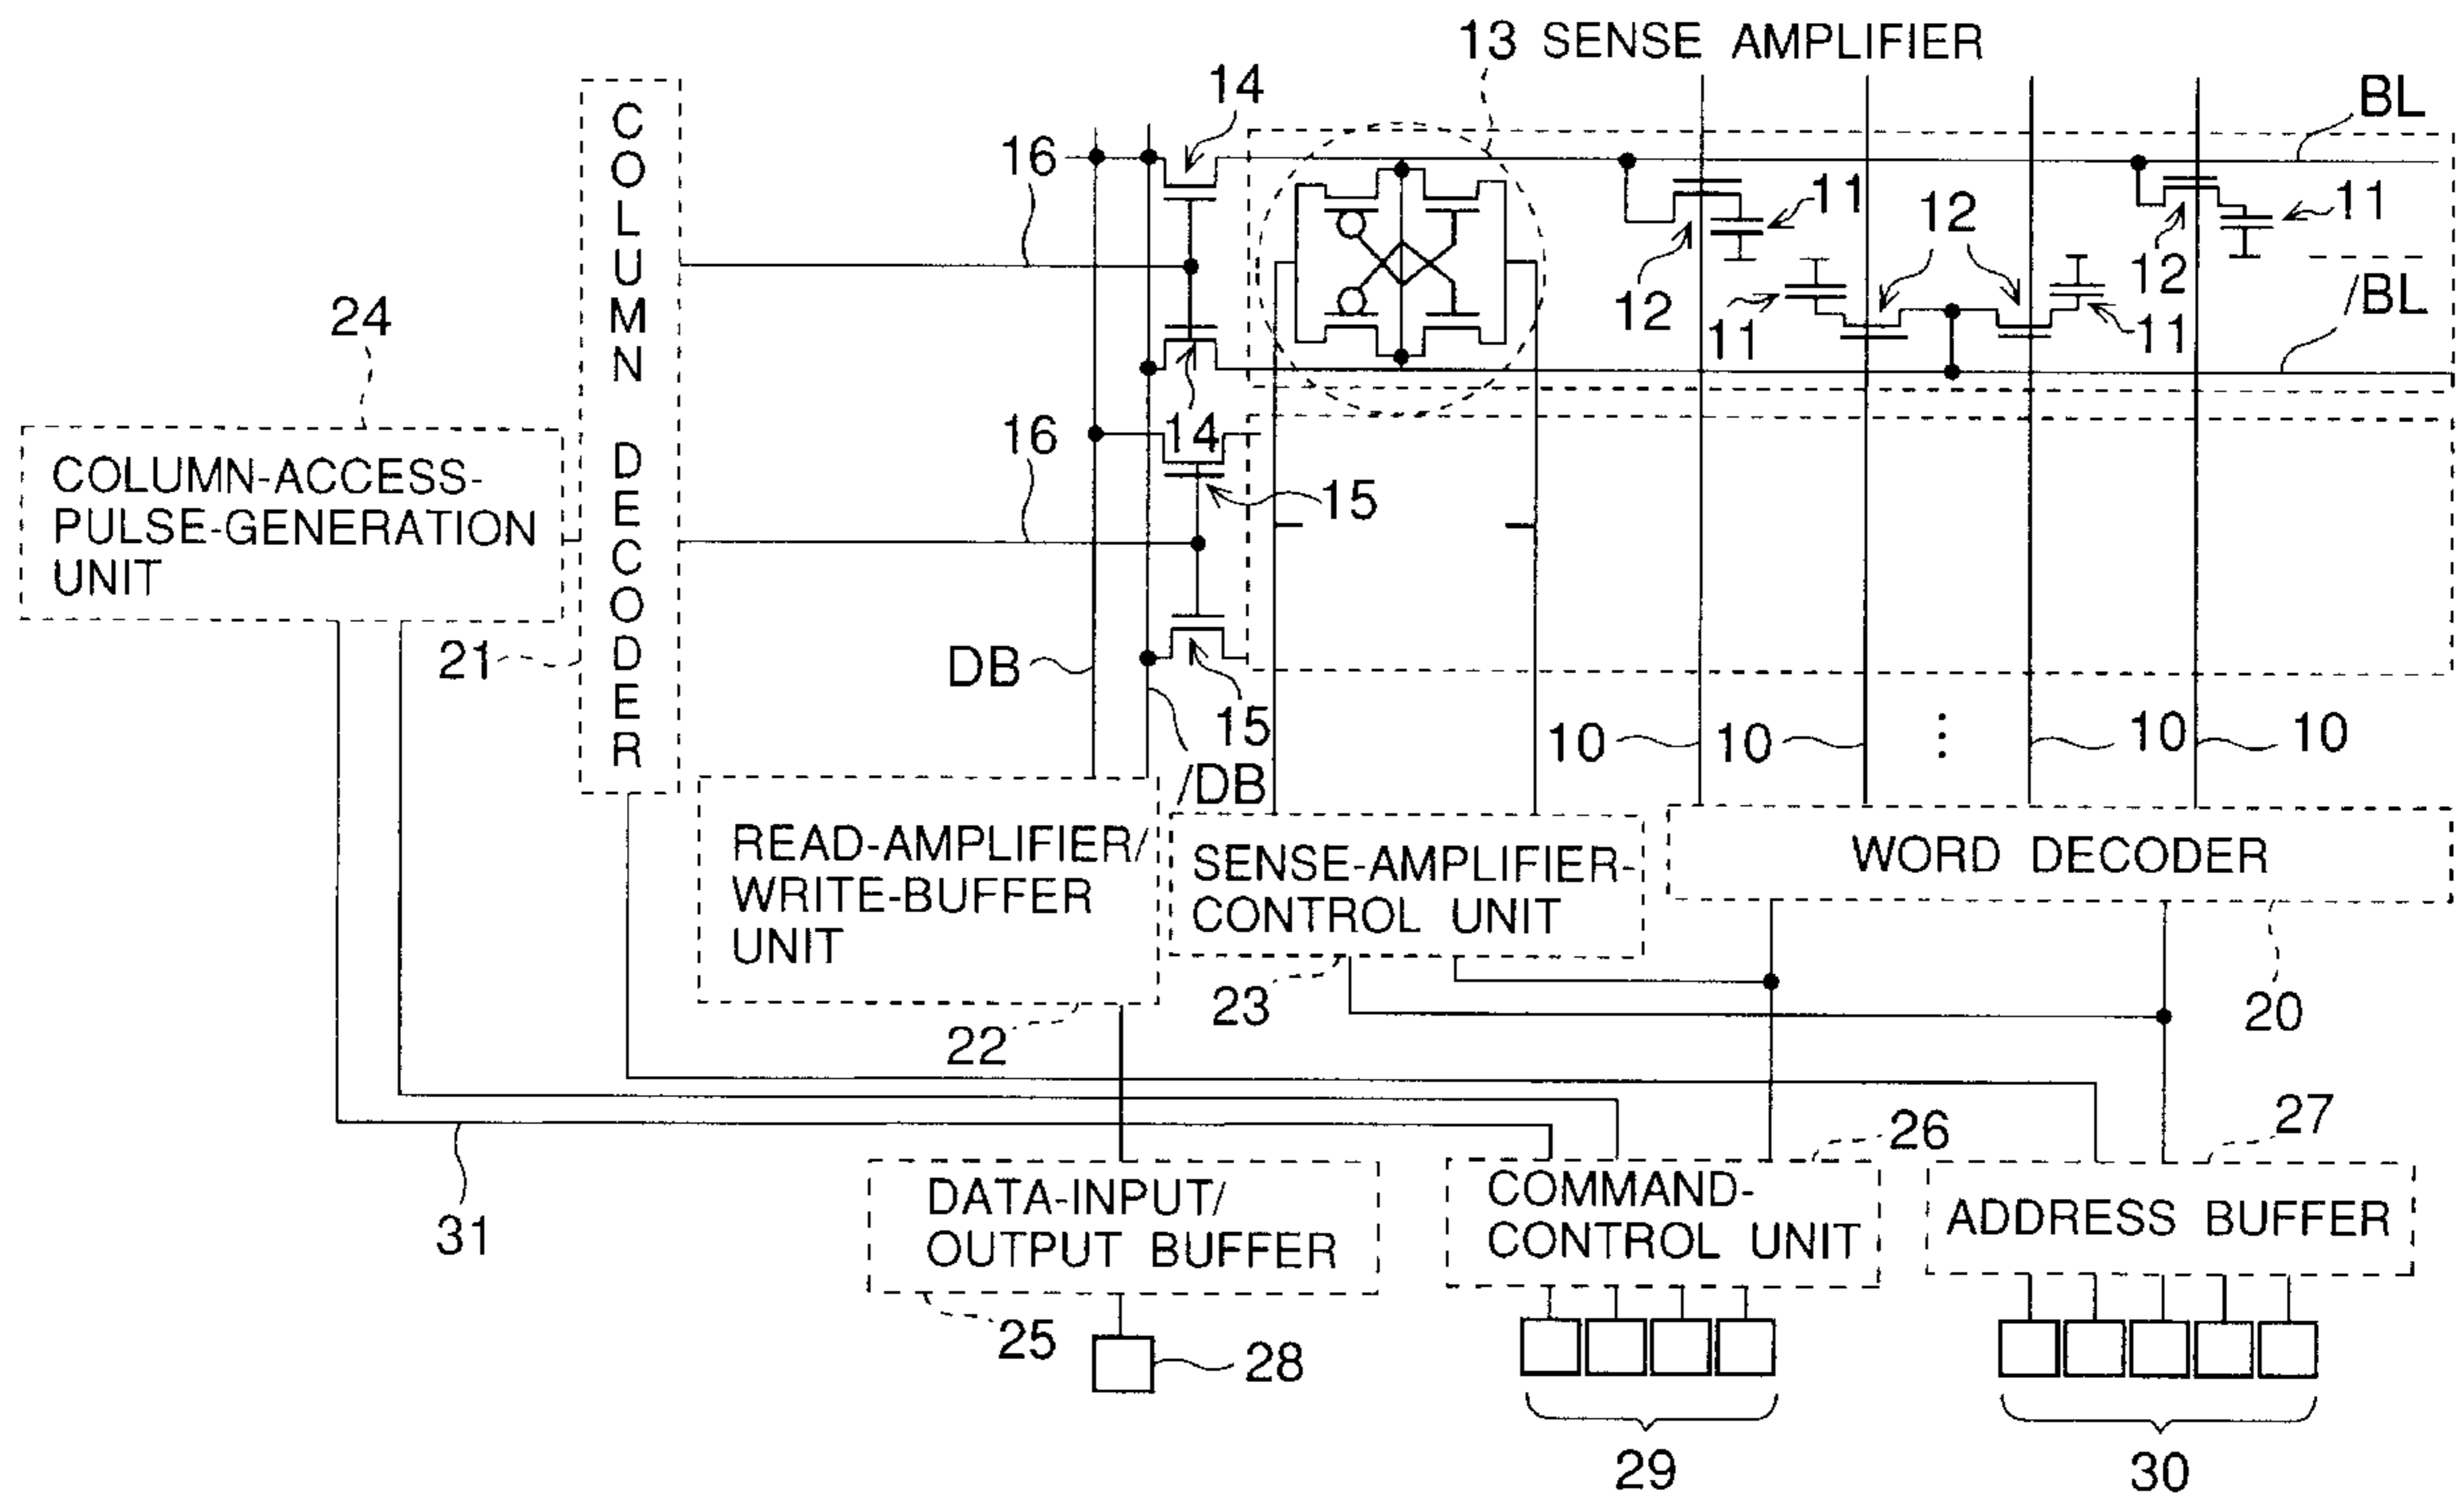 13 SENSE AMPLIFIER
14
BL
16
11
12
11
12
12
/BL
11
11
24
COLUMN DECODER
16
14
COLUMN-ACCESS-
PULSE-GENERATION
UNIT
15
21
DB
15
10
10
10
10
/DB
READ-AMPLIFIER/
WRITE-BUFFER
UNIT
SENSE-AMPLIFIER-
CONTROL UNIT
WORD DECODER
23
20
22
26
27
31
DATA-INPUT/
OUTPUT BUFFER
COMMAND-
CONTROL UNIT
ADDRESS BUFFER
25
28
29
30